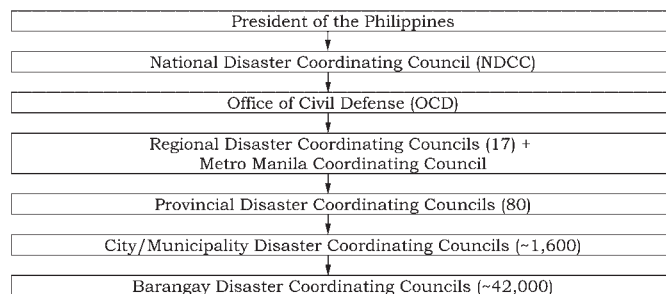 President of the Philippines
National Disaster Coordinating Council (NDCC)
Office of Civil Defense (OCD)
Regional Disaster Coordinating Councils (17) +
Metro Manila Coordinating Council
Provincial Disaster Coordinating Councils (80)
City/Municipality Disaster Coordinating Councils (~1,600)
Barangay Disaster Coordinating Councils (~42,000)